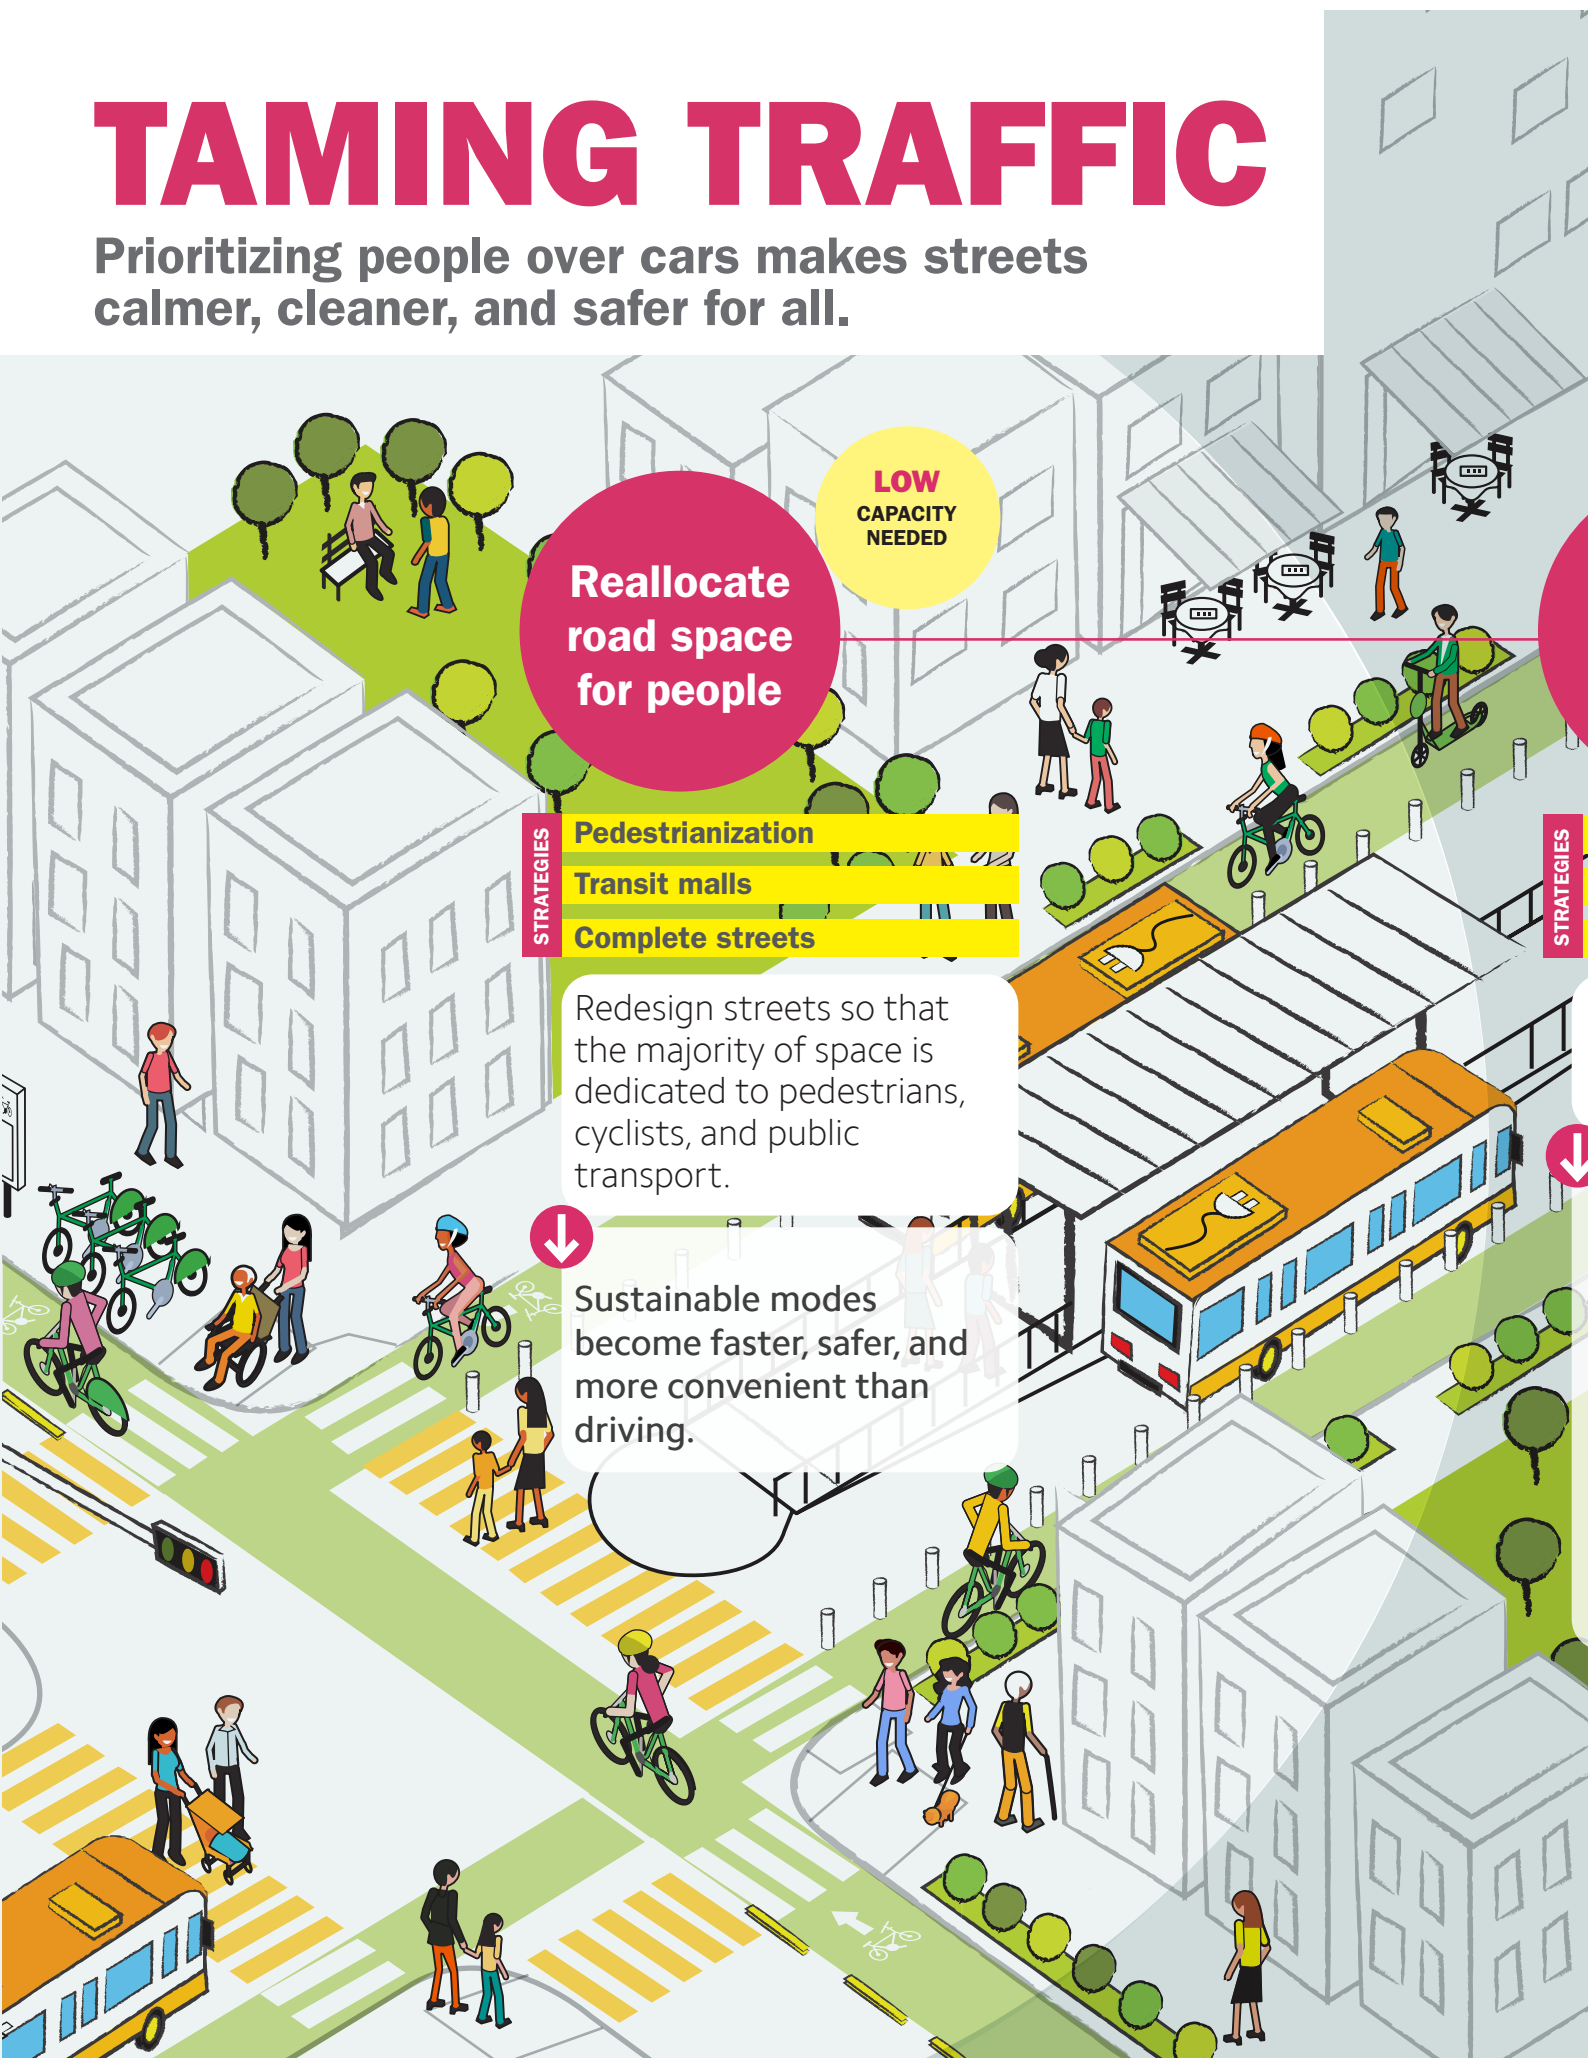 TAMING TRAFFIC
Prioritizing people over cars makes streets
calmer, cleaner, and safer for all.
LOW
CAPACITY
NEEDED
Reallocate
road space
for people
STRATEGIES
Pedestrianization
Transit malls
Complete streets
Redesign streets so that
the majority of space is
dedicated to pedestrians,
cyclists, and public
transport.
Sustainable modes
become faster, safer, and
more convenient than
driving.
STRATEGIES